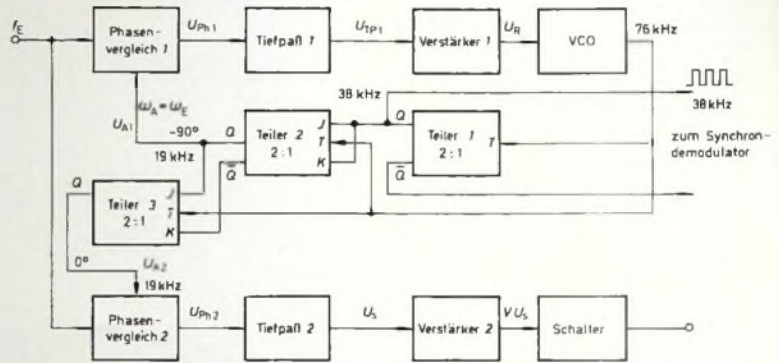 f_E
Phasen-
vergleich 1
U_Ph1
Tiefpaß 1
U_TP1
Verstärker 1
U_R
VCO
76 kHz
38 kHz
38 kHz
zum Synchron-
demodulator
ω_A = ω_E
U_A1
-90°
19 kHz
Q
Q̅
Teiler 2
2:1
J
T
K
Q
Q̅
Teiler 1
2:1
T
Q
Teiler 3
2:1
J
T
K
0°
U_A2
19 kHz
Phasen-
vergleich 2
U_Ph2
Tiefpaß 2
U_S
Verstärker 2
VU_S
Schalter